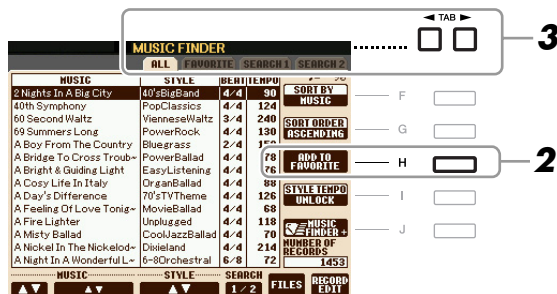 ◄ TAB ►
3
MUSIC FINDER
ALL FAVORITE SEARCH1 SEARCH2
MUSIC STYLE BEAT TEMPO
2 Nights In A Big City 40'sBigBand 4/4 90
40th Symphony PopClassics 4/4 124
60 Second Waltz VienneseWaltz 3/4 240
69 Summers Long PowerRock 4/4 130
A Boy From The Country Bluegrass 2/4
A Bridge To Cross Troub~ PowerBallad 4/4 78
A Bright & Guiding Light EasyListening 4/4 76
A Cosy Life In Italy OrganBallad 4/4 88
A Day's Difference 70'sTVTheme 4/4 126
A Feeling Of Love Tonig~ MovieBallad 4/4 68
A Fire Lighter Unplugged 4/4 118
A Misty Ballad CoolJazzBallad 4/4 70
A Nickel In The Nickelod~ Dixieland 4/4 214
A Night In A Wonderful L~ 6-8Orchestral 6/8 72
SORT BY
MUSIC
F
SORT ORDER
ASCENDING
G
ADD TO
FAVORITE
H
2
STYLE TEMPO
UNLOCK
I
MUSIC
FINDER +
J
NUMBER OF
RECORDS
1453
MUSIC STYLE SEARCH
▲▼ ▲▼ ▲▼ 1/2 FILES RECORD
EDIT